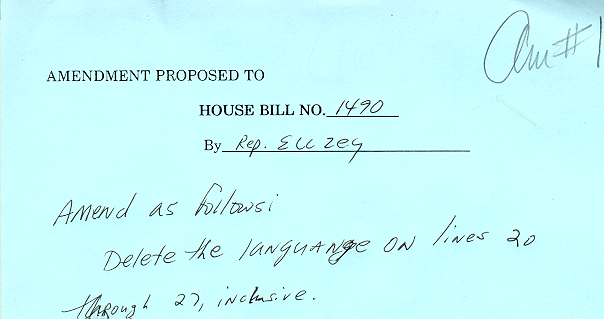 Am #1
AMENDMENT PROPOSED TO
HOUSE BILL NO. 1490
By Rep. Ellzey
Amend as follows:
Delete the language on lines 20
through 27, inclusive.